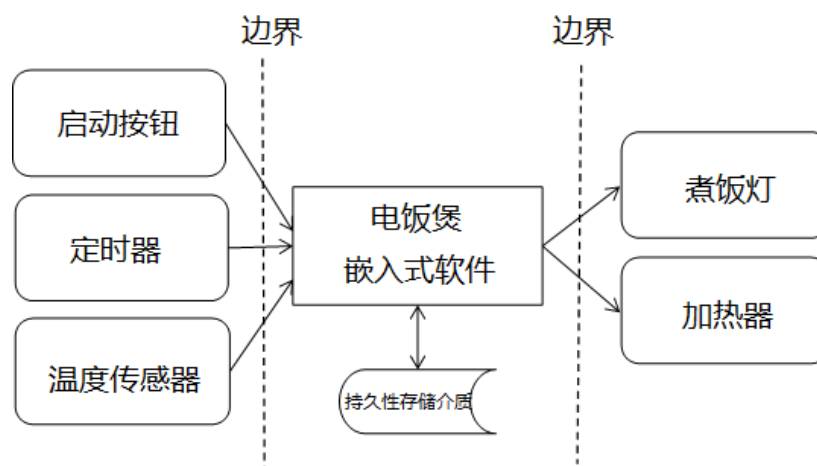 边界
边界
启动按钮
定时器
温度传感器
电饭煲
嵌入式软件
持久性存储介质
煮饭灯
加热器